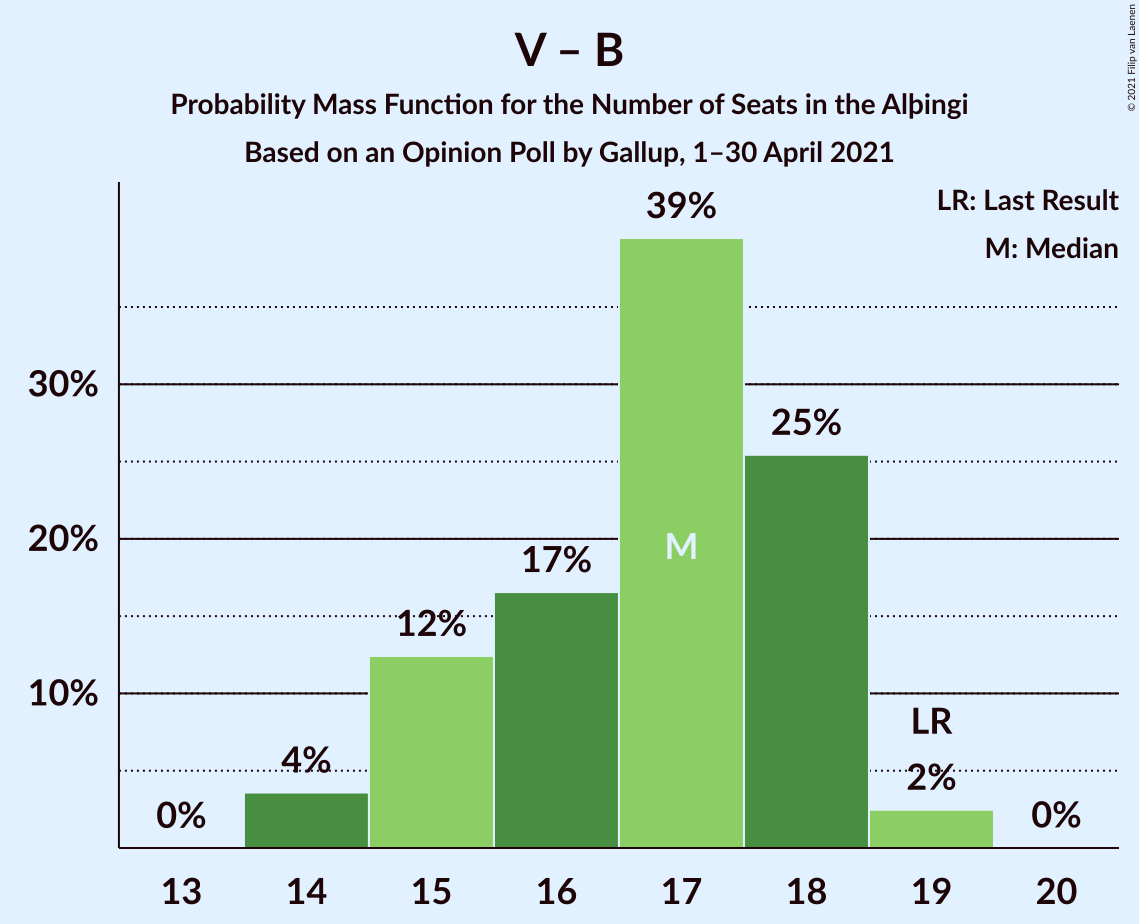 V – B
Probability Mass Function for the Number of Seats in the Alþingi
Based on an Opinion Poll by Gallup, 1–30 April 2021
© 2021 Filip van Laenen
LR: Last Result
M: Median
39%
30%
25%
20%
M
17%
12%
10%
LR
4%
2%
0%
0%
13 14 15 16 17 18 19 20